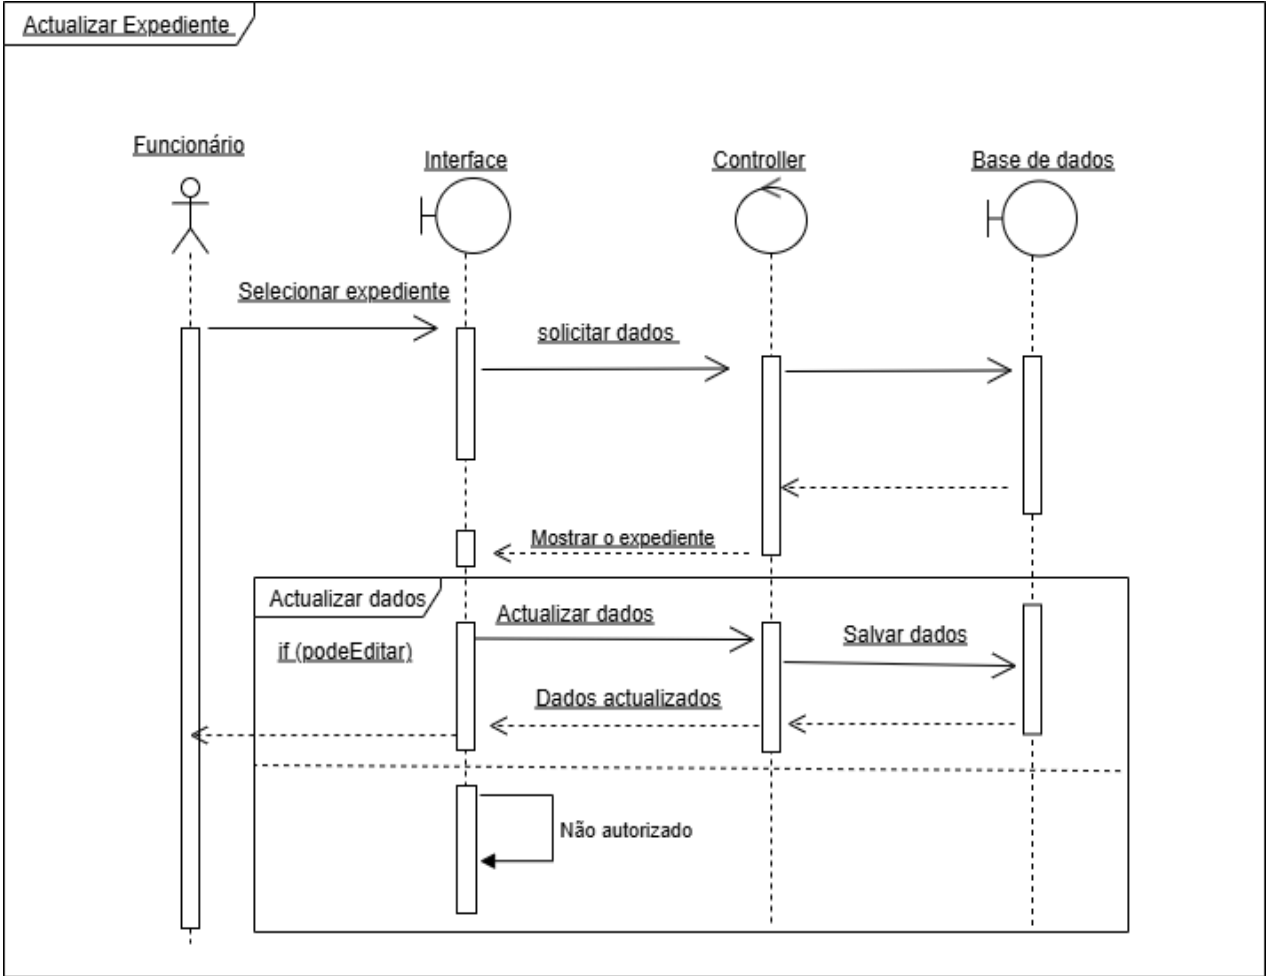 Actualizar Expediente
Funcionário
Interface
Controller
Base de dados
Selecionar expediente
solicitar dados
Mostrar o expediente
Actualizar dados
Actualizar dados
if (podeEditar)
Salvar dados
Dados actualizados
Não autorizado